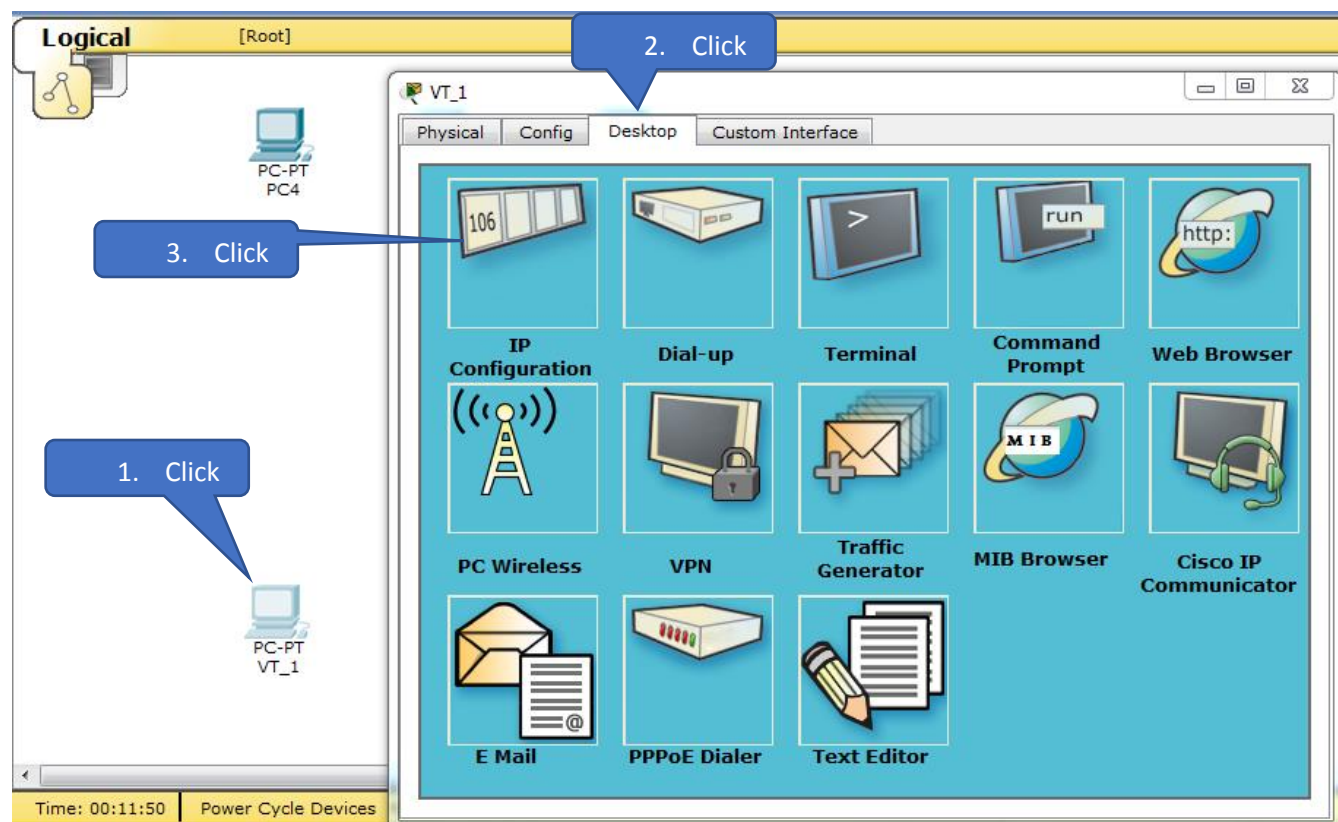 Logical
[Root]
2. Click
VT_1
Physical
Config
Desktop
Custom Interface
PC-PT
PC4
106
>
run
http:
3. Click
IP
Configuration
Dial-up
Terminal
Command
Prompt
Web Browser
MIB
1. Click
PC Wireless
VPN
Traffic
Generator
MIB Browser
Cisco IP
Communicator
PC-PT
VT_1
@
E Mail
PPPoE Dialer
Text Editor
Time: 00:11:50
Power Cycle Devices